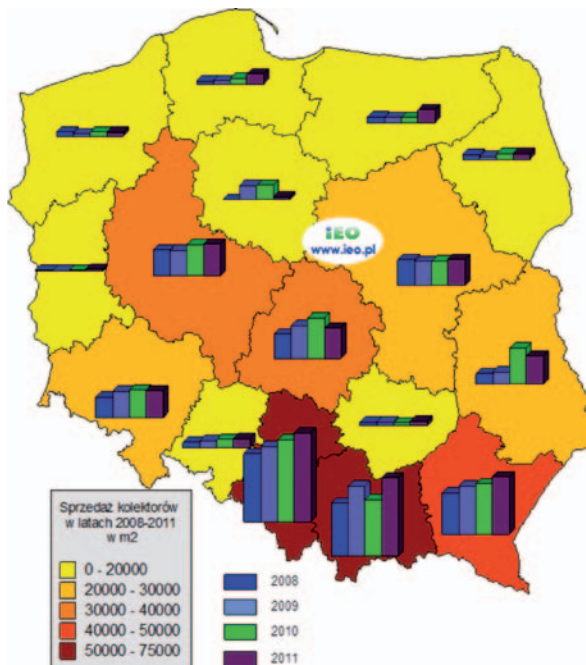 iEO
www.ieo.pl
Sprzedaż kolektorów
w latach 2008-2011
w m2
0 - 20000
20000 - 30000
30000 - 40000
40000 - 50000
50000 - 75000
2008
2009
2010
2011